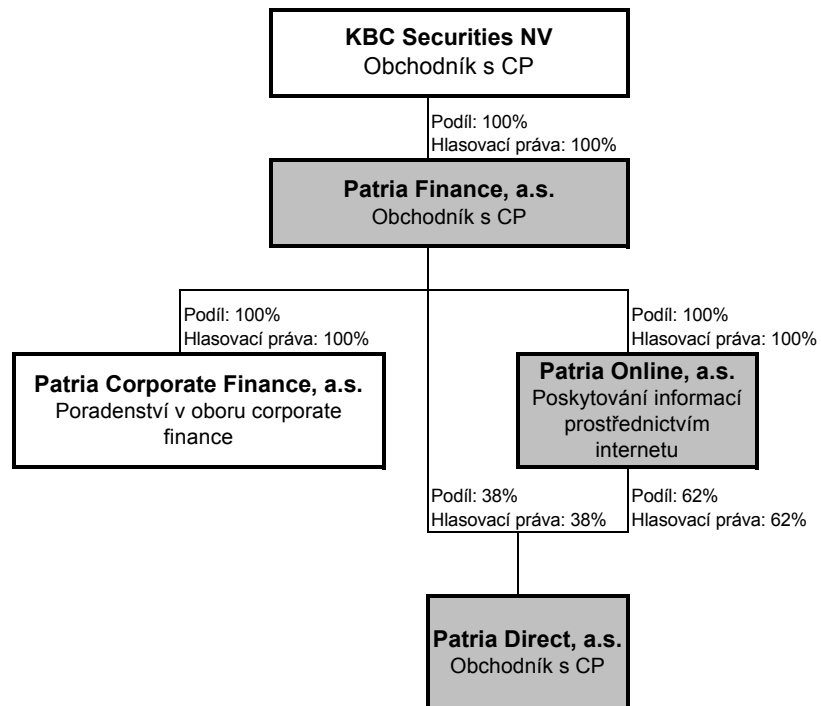 KBC Securities NV
Obchodník s CP
Podíl: 100%
Hlasovací práva: 100%
Patria Finance, a.s.
Obchodník s CP
Podíl: 100%
Hlasovací práva: 100%
Podíl: 100%
Hlasovací práva: 100%
Patria Corporate Finance, a.s.
Poradenství v oboru corporate
finance
Patria Online, a.s.
Poskytování informací
prostřednictvím
internetu
Podíl: 38%
Hlasovací práva: 38%
Podíl: 62%
Hlasovací práva: 62%
Patria Direct, a.s.
Obchodník s CP